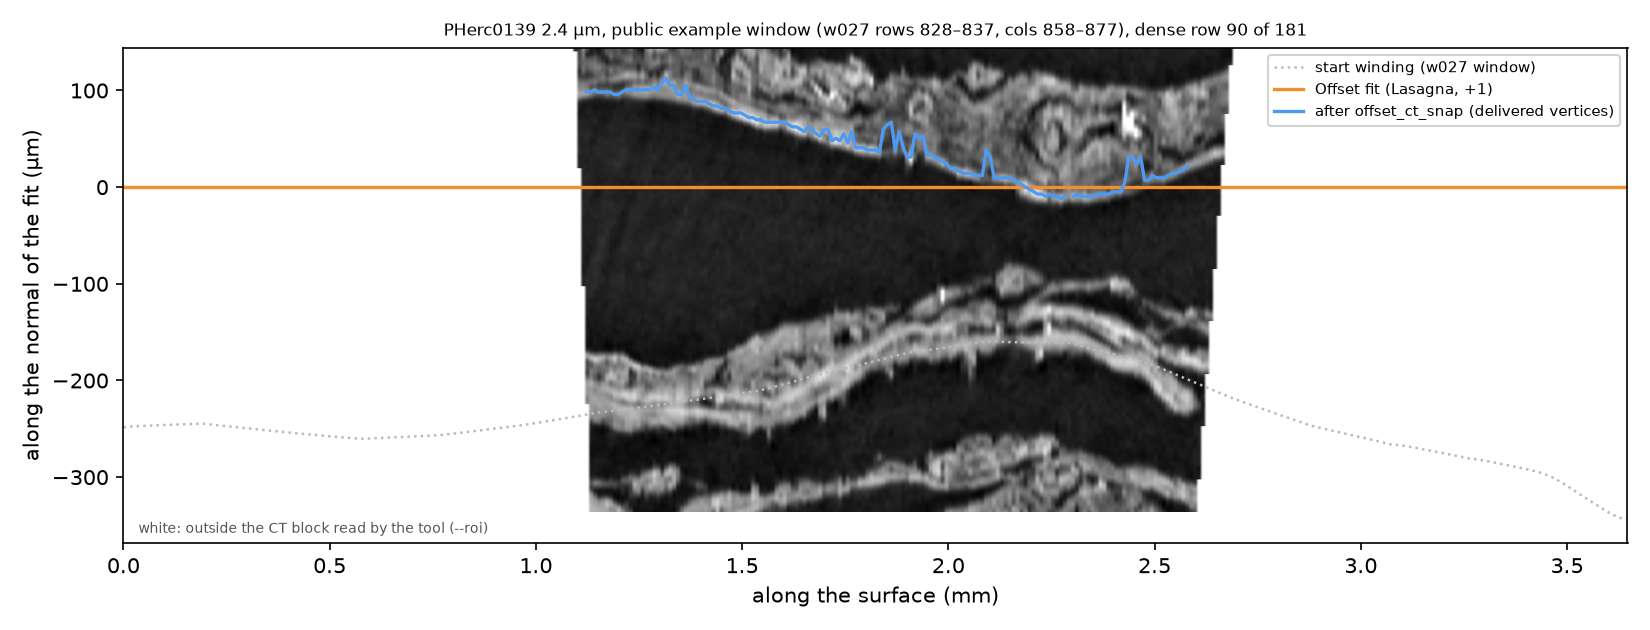 PHerc0139 2.4 µm, public example window (w027 rows 828–837, cols 858–877), dense row 90 of 181
start winding (w027 window)
Offset fit (Lasagna, +1)
after offset_ct_snap (delivered vertices)
along the normal of the fit (µm)
100
0
−100
−200
−300
white: outside the CT block read by the tool (--roi)
0.0 0.5 1.0 1.5 2.0 2.5 3.0 3.5
along the surface (mm)